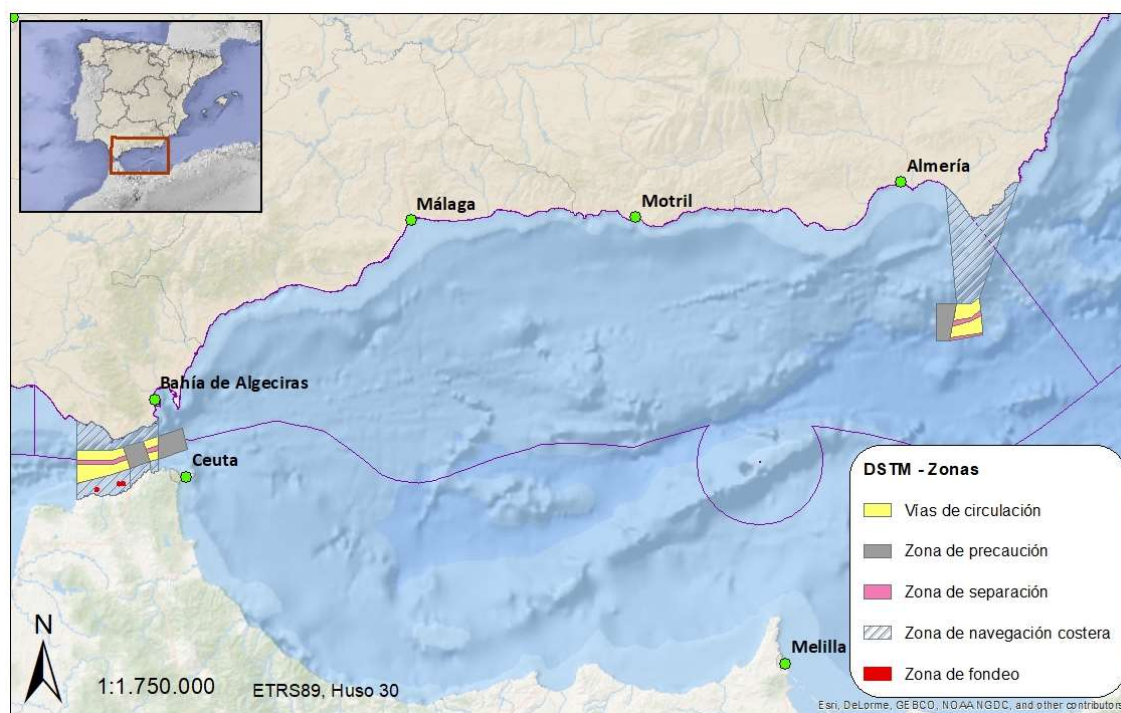 Almería
Málaga
Motril
Bahía de Algeciras
Ceuta
Melilla
DSTM - Zonas
Vías de circulación
Zona de precaución
Zona de separación
Zona de navegación costera
Zona de fondeo
N
1:1.750.000
ETRS89, Huso 30
Esri, DeLorme, GEBCO, NOAA NGDC, and other contributors